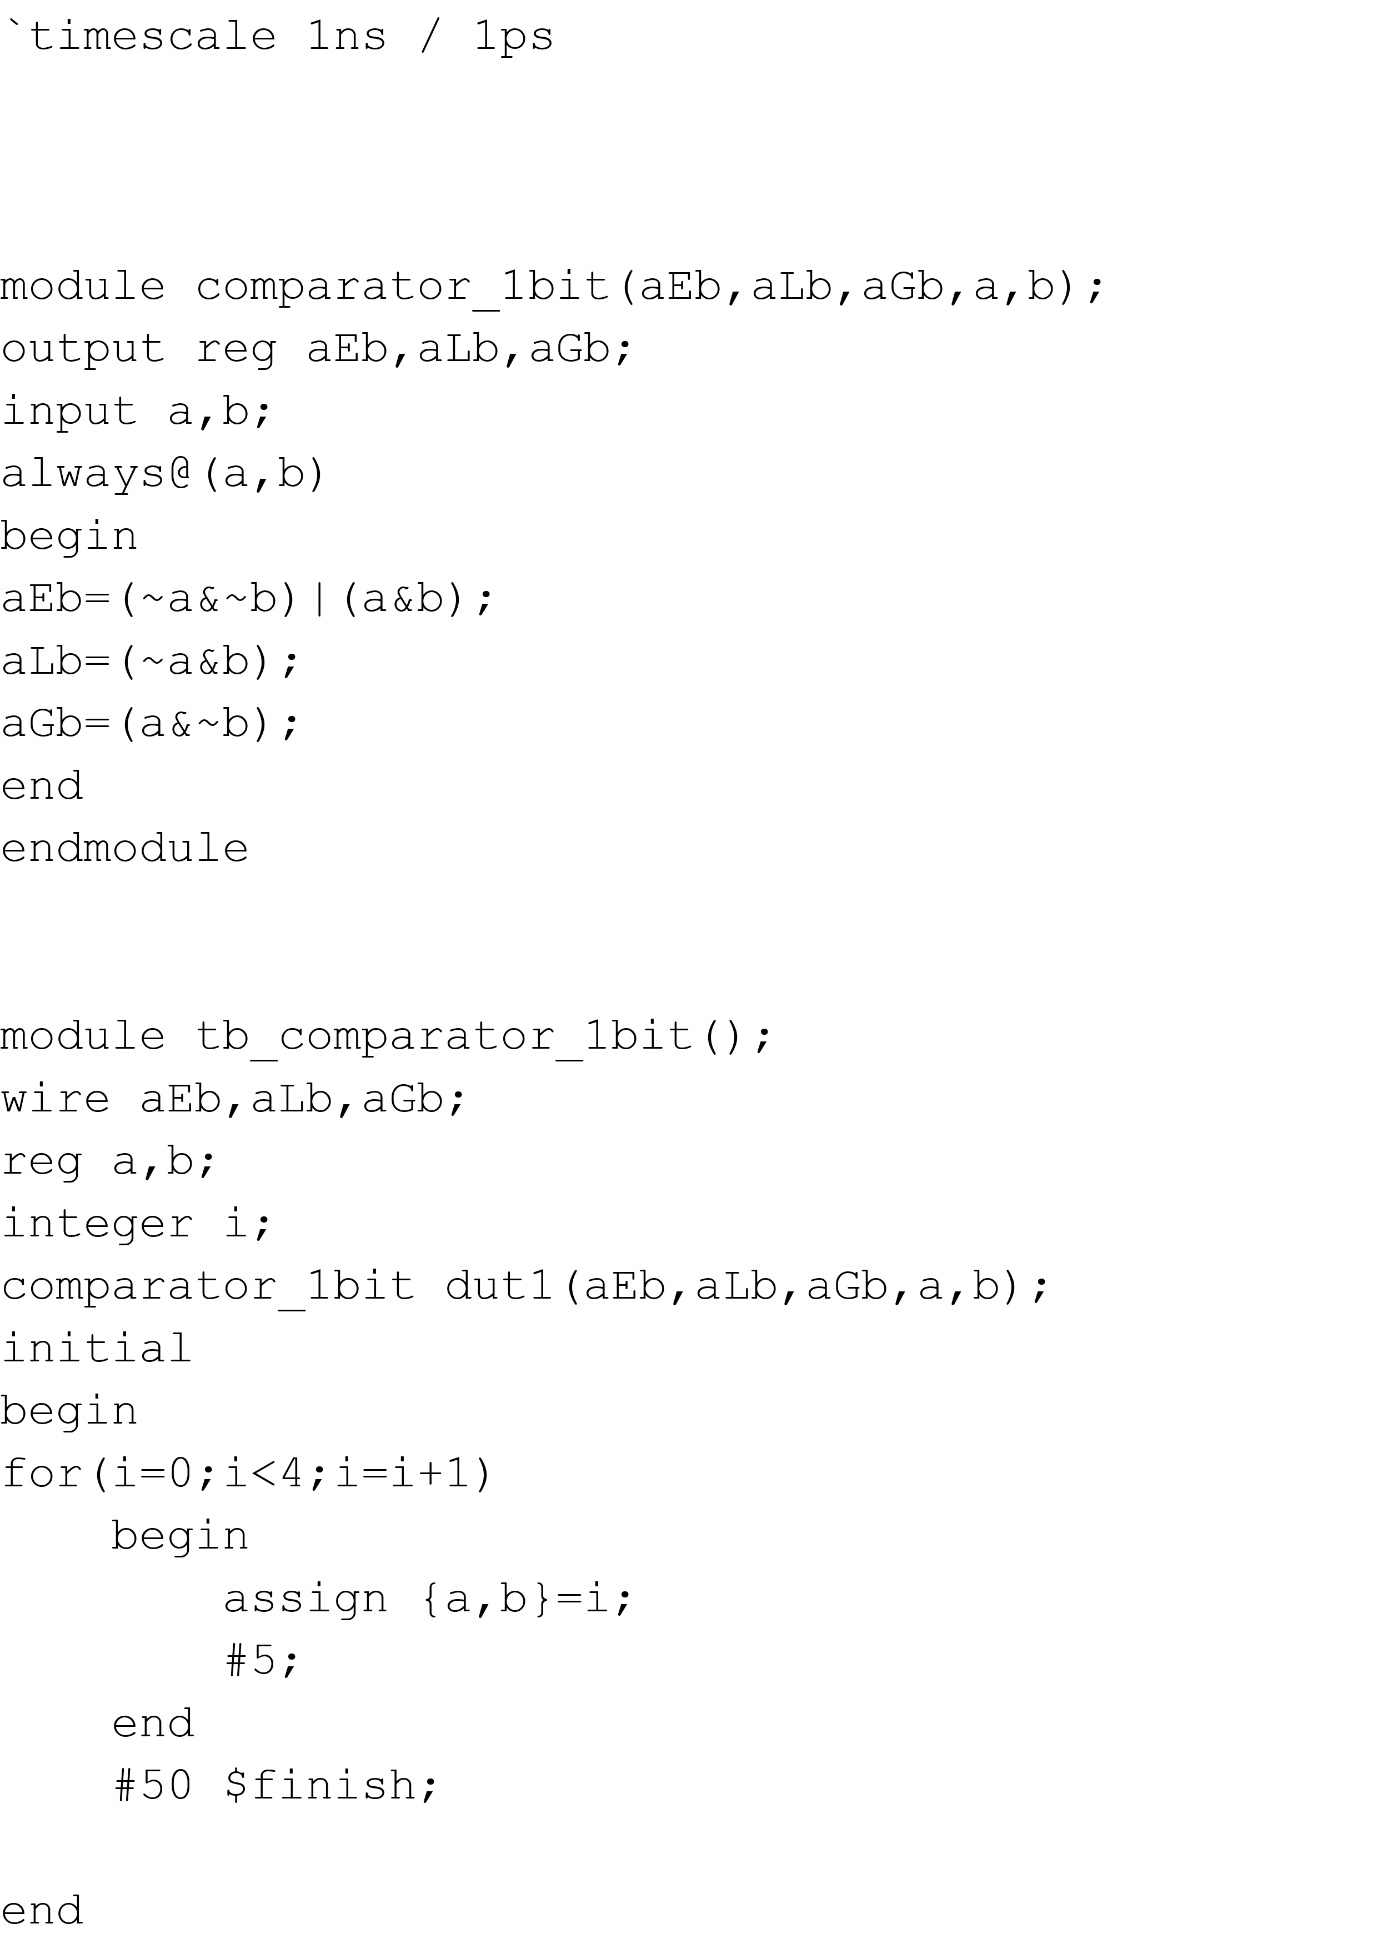 `timescale 1ns / 1ps
module comparator_1bit(aEb,aLb,aGb,a,b);
output reg aEb,aLb,aGb;
input a,b;
always@(a,b)
begin
aEb=(~a&~b)|(a&b);
aLb=(~a&b);
aGb=(a&~b);
end
endmodule
module tb_comparator_1bit();
wire aEb,aLb,aGb;
reg a,b;
integer i;
comparator_1bit dut1(aEb,aLb,aGb,a,b);
initial
begin
for(i=0;i<4;i=i+1)
    begin
        assign {a,b}=i;
        #5;
    end
    #50 $finish;
end